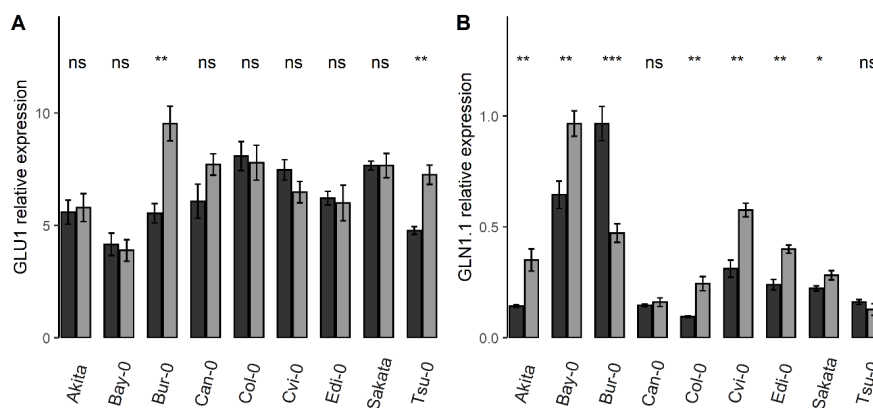 A
ns ns ** ns ns ns ns ns **
GLU1 relative expression
10
5
0
Akita Bay-0 Bur-0 Can-0 Col-0 Cvi-0 Edi-0 Sakata Tsu-0
B
** ** *** ns ** ** ** * ns
GLN1.1 relative expression
1.0
0.5
0.0
Akita Bay-0 Bur-0 Can-0 Col-0 Cvi-0 Edi-0 Sakata Tsu-0